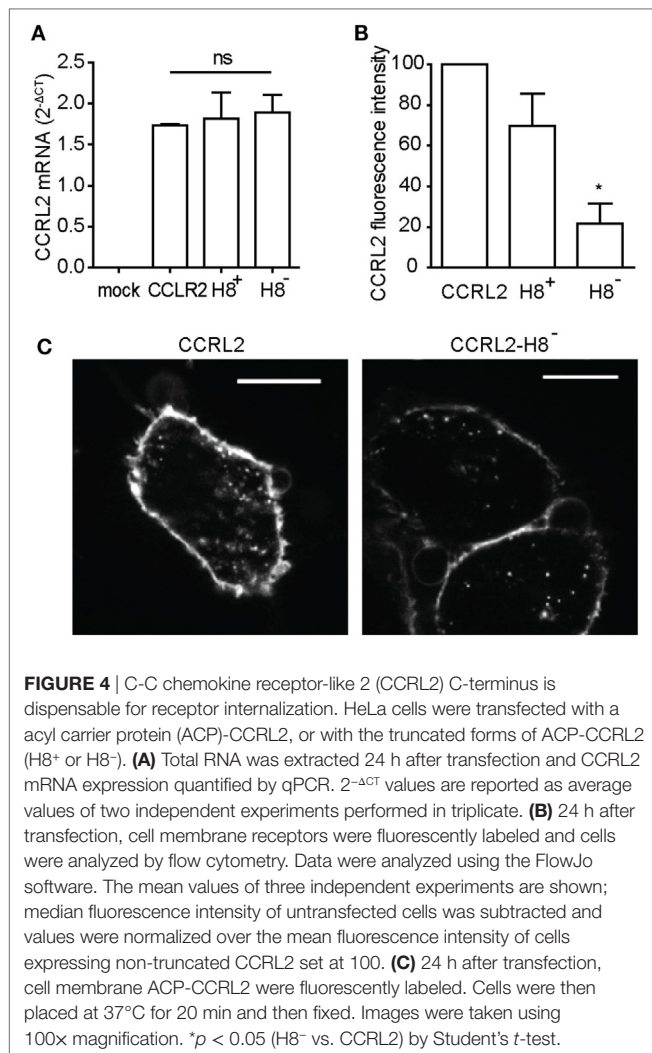 A
ns
CCRL2 mRNA (2^-ΔCT)
2.5
2.0
1.5
1.0
0.5
0.0
mock CCLR2 H8⁺ H8⁻
B
CCRL2 fluorescence intensity
100
80
60
40
20
0
*
CCRL2 H8⁺ H8⁻
C
CCRL2
CCRL2-H8⁻
FIGURE 4 | C-C chemokine receptor-like 2 (CCRL2) C-terminus is
dispensable for receptor internalization. HeLa cells were transfected with a
acyl carrier protein (ACP)-CCRL2, or with the truncated forms of ACP-CCRL2
(H8⁺ or H8⁻). (A) Total RNA was extracted 24 h after transfection and CCRL2
mRNA expression quantified by qPCR. 2^−ΔCT values are reported as average
values of two independent experiments performed in triplicate. (B) 24 h after
transfection, cell membrane receptors were fluorescently labeled and cells
were analyzed by flow cytometry. Data were analyzed using the FlowJo
software. The mean values of three independent experiments are shown;
median fluorescence intensity of untransfected cells was subtracted and
values were normalized over the mean fluorescence intensity of cells
expressing non-truncated CCRL2 set at 100. (C) 24 h after transfection,
cell membrane ACP-CCRL2 were fluorescently labeled. Cells were then
placed at 37°C for 20 min and then fixed. Images were taken using
100× magnification. *p < 0.05 (H8⁻ vs. CCRL2) by Student's t-test.